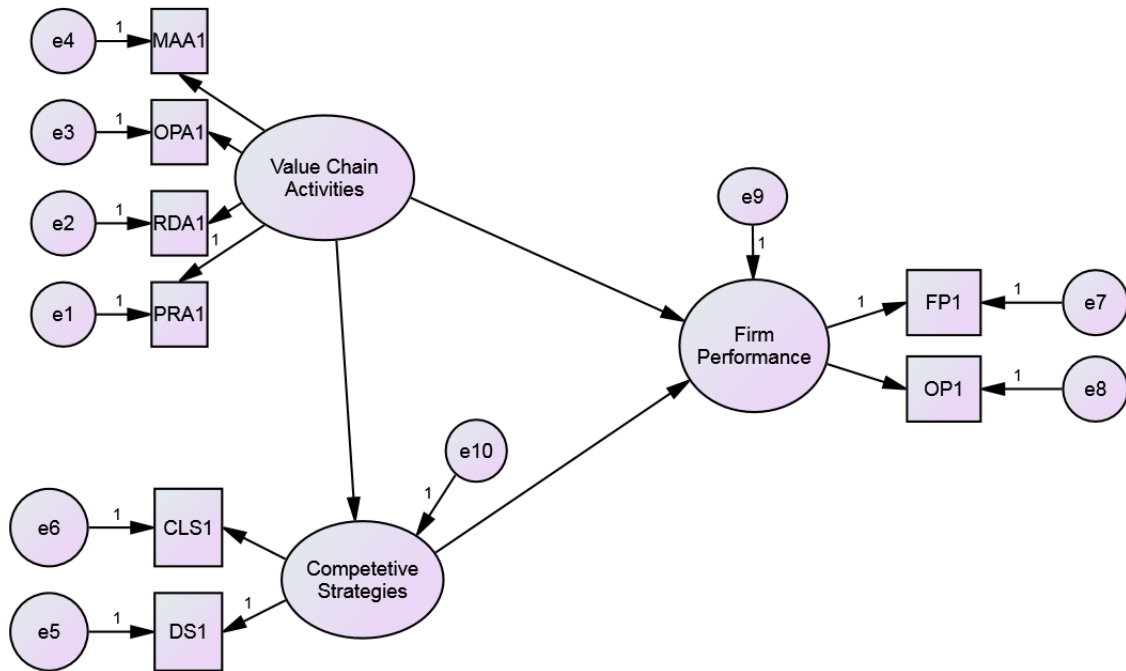 e4
1
MAA1
e3
1
OPA1
e2
1
RDA1
1
e1
1
PRA1
Value Chain
Activities
e9
1
Firm
Performance
1
FP1
1
e7
OP1
1
e8
e10
1
e6
1
CLS1
Competetive
Strategies
e5
1
DS1
1